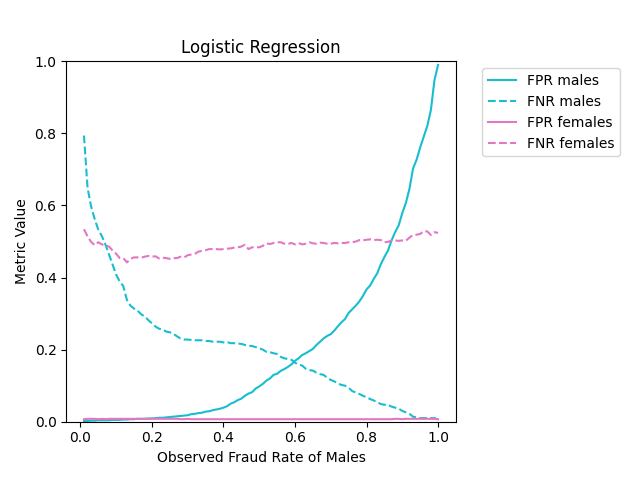 Logistic Regression
Metric Value
1.0
0.8
0.6
0.4
0.2
0.0
0.0 0.2 0.4 0.6 0.8 1.0
Observed Fraud Rate of Males
FPR males
FNR males
FPR females
FNR females